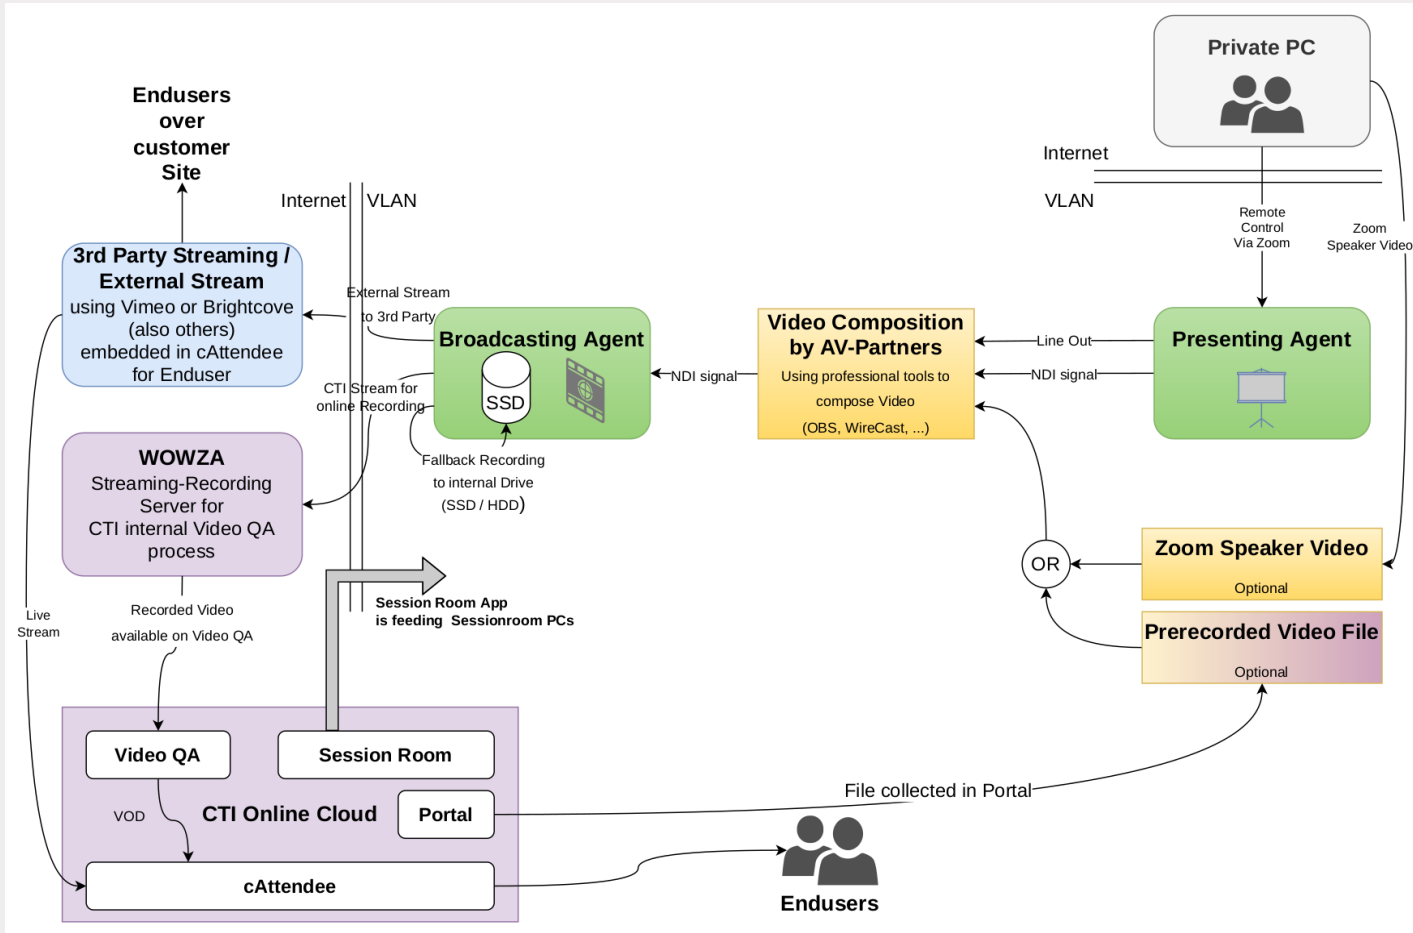 Private PC
Endusers
over
customer
Site
Internet
VLAN
Internet
VLAN
Remote
Control
Via Zoom
Zoom
Speaker Video
3rd Party Streaming /
External Stream
using Vimeo or Brightcove
(also others)
embedded in cAttendee
for Enduser
External Stream
to 3rd Party
Broadcasting Agent
SSD
NDI signal
Video Composition
by AV-Partners
Using professional tools to
compose Video
(OBS, WireCast, ...)
Line Out
NDI signal
Presenting Agent
CTI Stream for
online Recording
Fallback Recording
to internal Drive
(SSD / HDD)
WOWZA
Streaming-Recording
Server for
CTI internal Video QA
process
OR
Zoom Speaker Video
Optional
Prerecorded Video File
Optional
Session Room App
is feeding  Sessionroom PCs
Live
Stream
Recorded Video
available on Video QA
Video QA
Session Room
VOD
CTI Online Cloud
Portal
File collected in Portal
cAttendee
Endusers